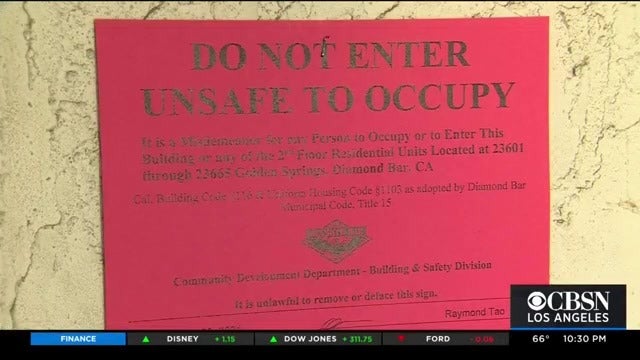 DO NOT ENTER
UNSAFE TO OCCUPY
It is a Misdemeanor for any Person to Occupy or to Enter This
Building or any of the 2nd Floor Residential Units Located at 23601
through 23665 Golden Springs, Diamond Bar, CA
Cal. Building Code Uniform Housing Code §1103 as adopted by Diamond Bar
Municipal Code, Title 15
Community Development Department - Building & Safety Division
It is unlawful to remove or deface this sign.
Raymond Tao
CBSN
LOS ANGELES
FINANCE DISNEY + 1.15 DOW JONES + 311.75 FORD - 0.06 66° 10:30 PM